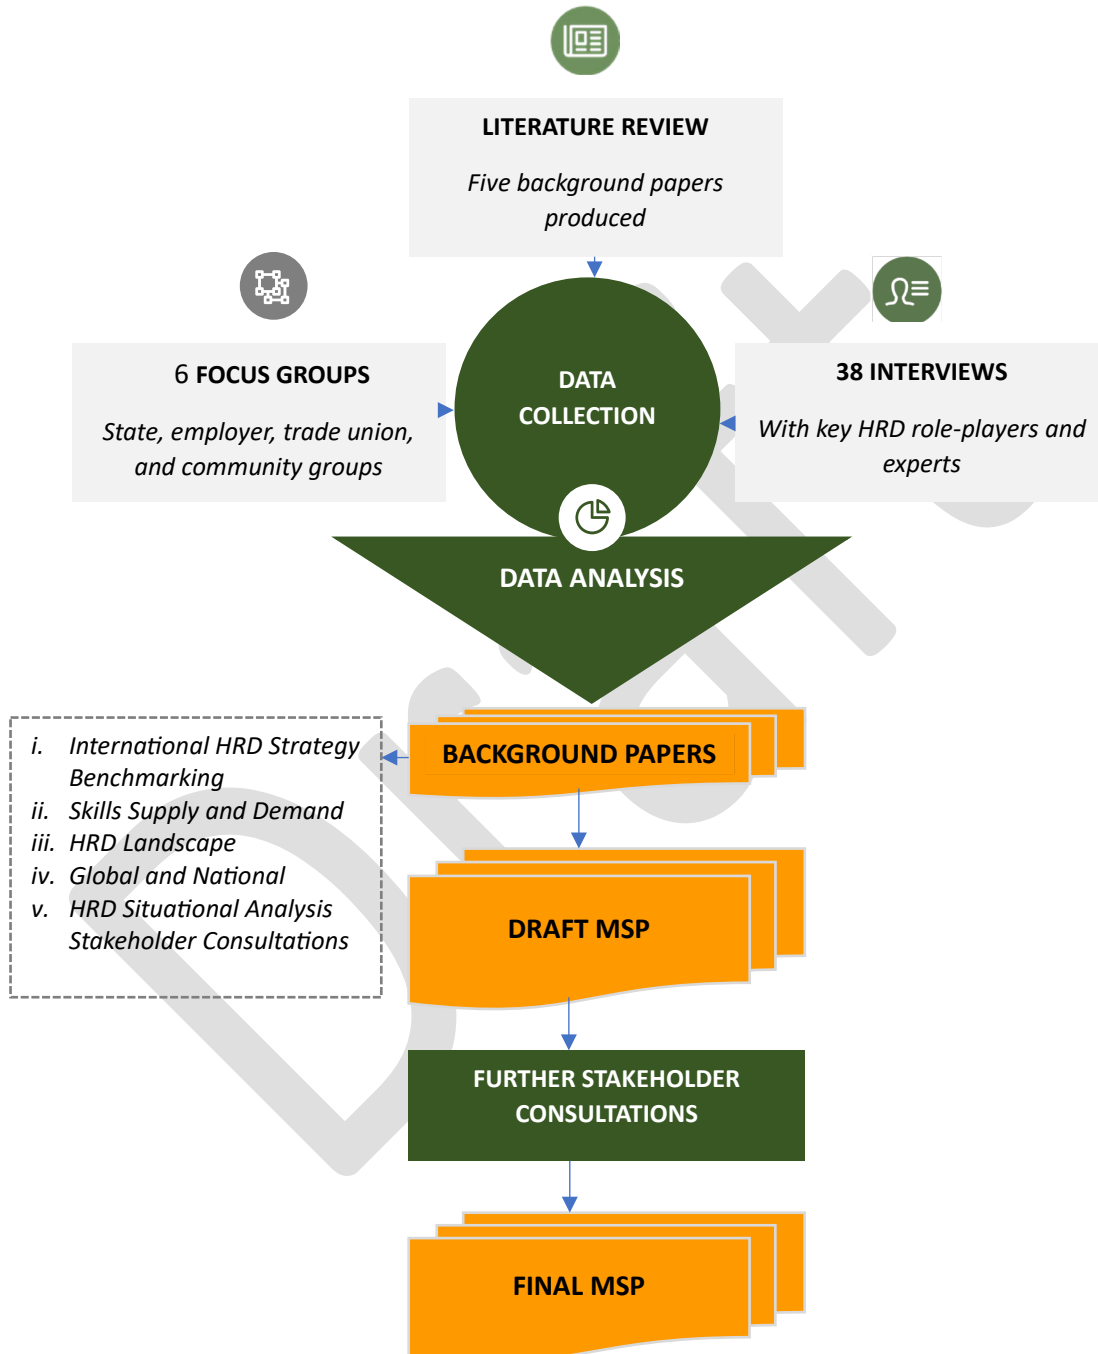 LITERATURE REVIEW
Five background papers
produced
6 FOCUS GROUPS
State, employer, trade union,
and community groups
DATA
COLLECTION
38 INTERVIEWS
With key HRD role-players and
experts
DATA ANALYSIS
i. International HRD Strategy
Benchmarking
ii. Skills Supply and Demand
iii. HRD Landscape
iv. Global and National
v. HRD Situational Analysis
Stakeholder Consultations
BACKGROUND PAPERS
DRAFT MSP
FURTHER STAKEHOLDER
CONSULTATIONS
FINAL MSP
Draft